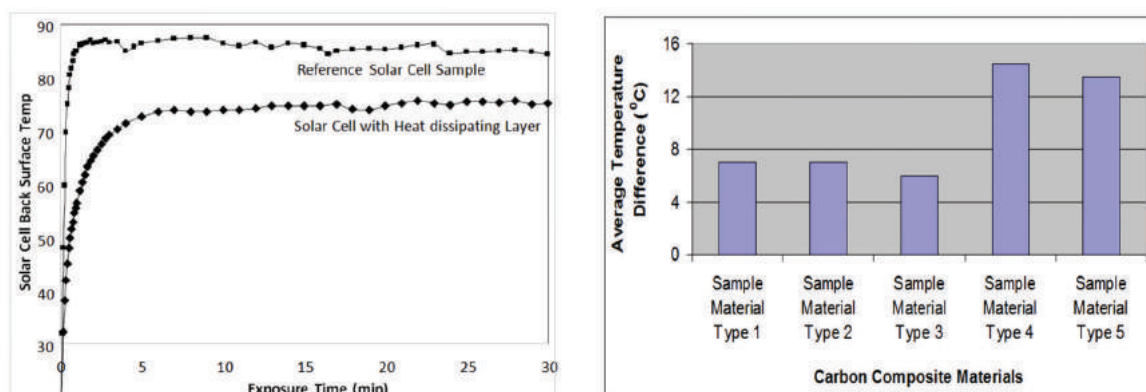 Solar Cell Back Surface Temp
90
80
70
60
50
40
30
Reference Solar Cell Sample
Solar Cell with Heat dissipating Layer
0
5
10
15
20
25
30
Exposure Time (min)
Average Temperature
Difference (°C)
16
12
8
4
0
Sample
Material
Type 1
Sample
Material
Type 2
Sample
Material
Type 3
Sample
Material
Type 4
Sample
Material
Type 5
Carbon Composite Materials